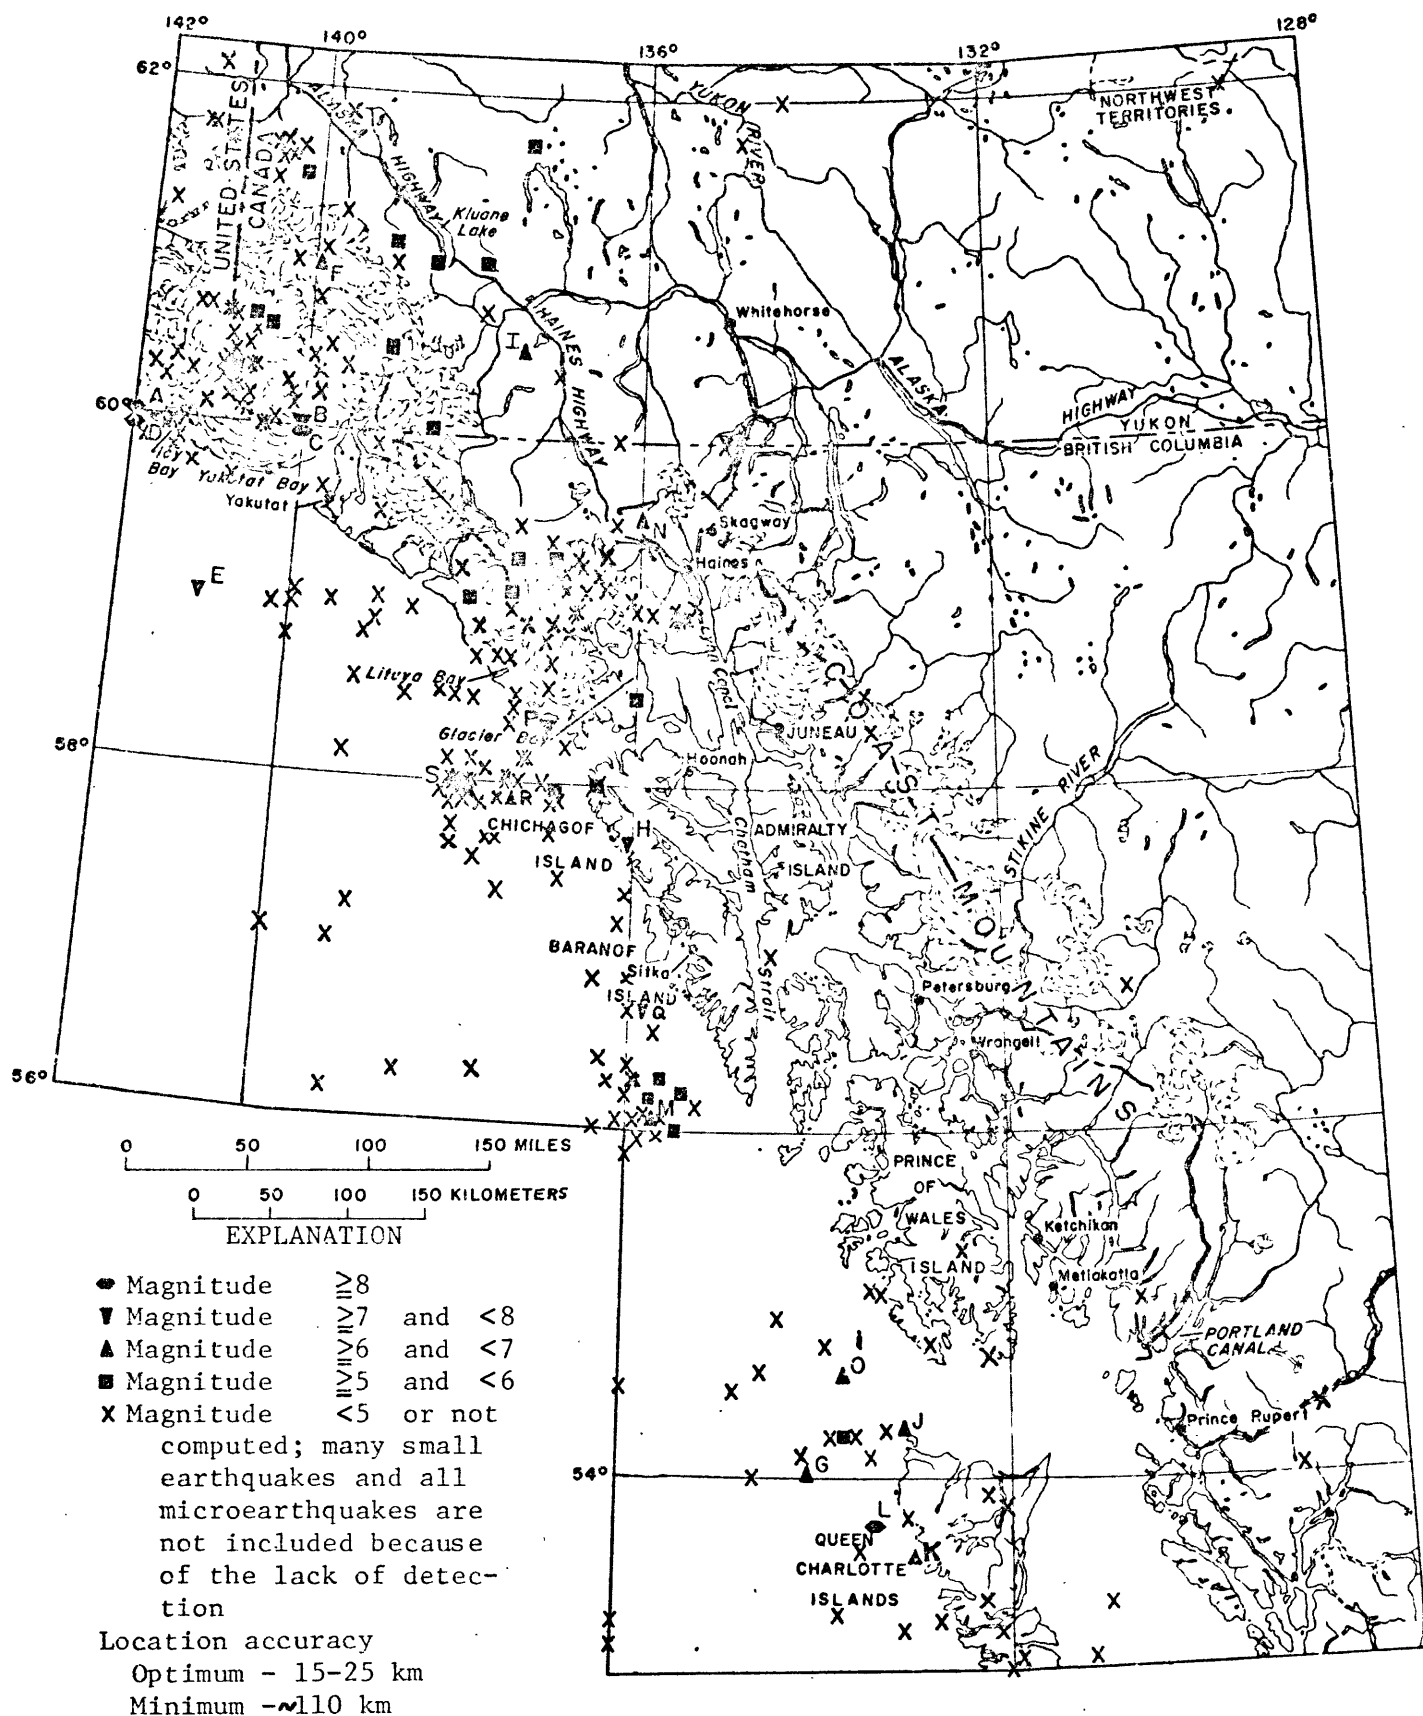 142°
140°
136°
132°
128°
62°
ALASKA
HIGHWAY
YUKON
RIVER
NORTHWEST
TERRITORIES
UNITED STATES
CANADA
Kluane
Lake
F
Whitehorse
I
HAINES HIGHWAY
ALASKA
HIGHWAY
YUKON
BRITISH COLUMBIA
60°
A
B
C
D
Icy
Bay
Yakutat Bay
Yakutat
N
Skagway
Haines
E
Lynn Canal
Lituya Bay
P
Glacier Bay
JUNEAU
COAST MOUNTAINS
58°
S
Hoonah
R
CHICHAGOF
ISLAND
H
ADMIRALTY
ISLAND
Chatham
Strait
STIKINE RIVER
BARANOF
Sitka
ISLAND
Q
Petersburg
Wrangell
56°
M
0 50 100 150 MILES
0 50 100 150 KILOMETERS
PRINCE
OF
WALES
ISLAND
Ketchikan
Metlakatla
PORTLAND
CANAL
O
J
Prince Rupert
54°
G
L
QUEEN
CHARLOTTE
ISLANDS
K
EXPLANATION
Magnitude ≥8
Magnitude ≥7 and <8
Magnitude ≥6 and <7
Magnitude ≥5 and <6
Magnitude <5 or not
computed; many small
earthquakes and all
microearthquakes are
not included because
of the lack of detec-
tion
Location accuracy
Optimum - 15-25 km
Minimum -~110 km